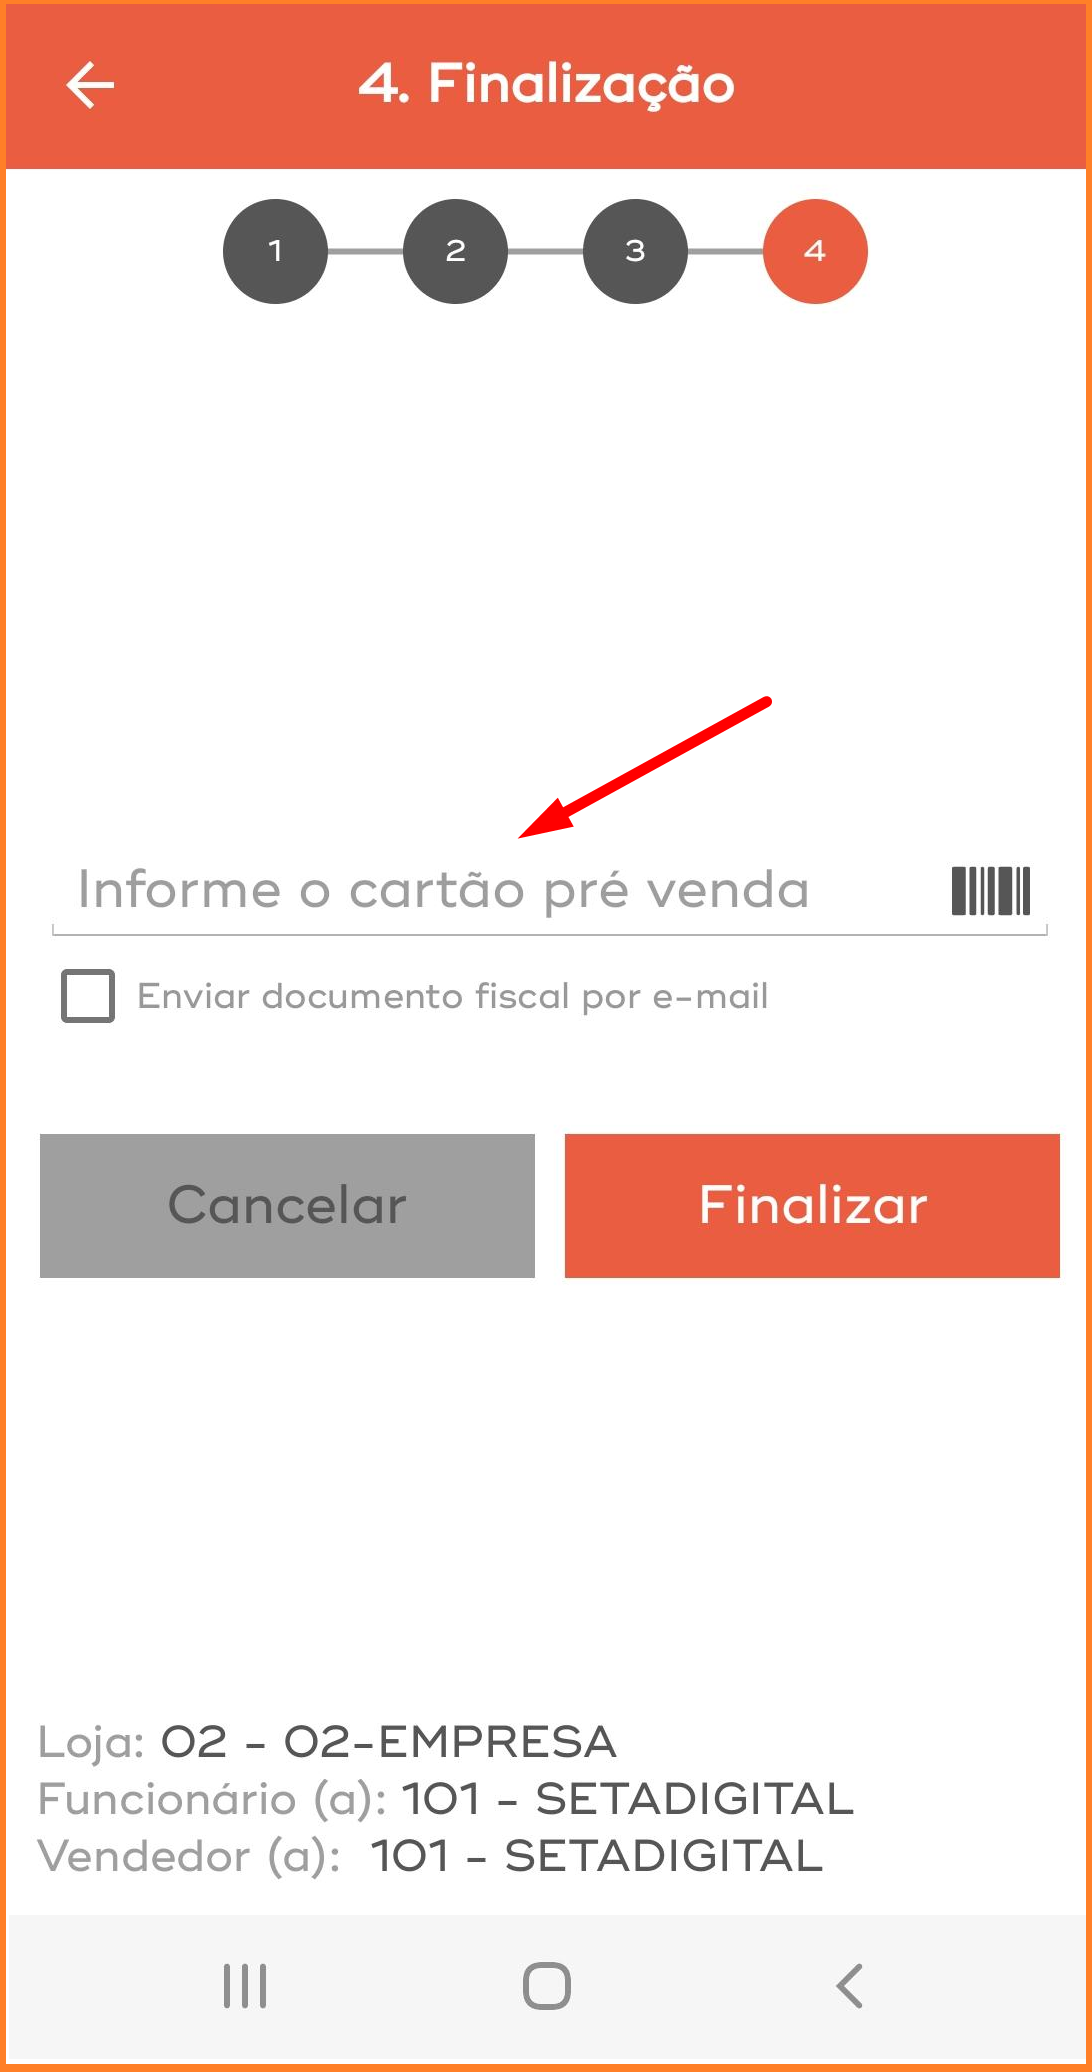 4. Finalização
1 2 3 4
Informe o cartão pré venda
Enviar documento fiscal por e-mail
Cancelar Finalizar
Loja: 02 - 02-EMPRESA
Funcionário (a): 101 - SETADIGITAL
Vendedor (a): 101 - SETADIGITAL